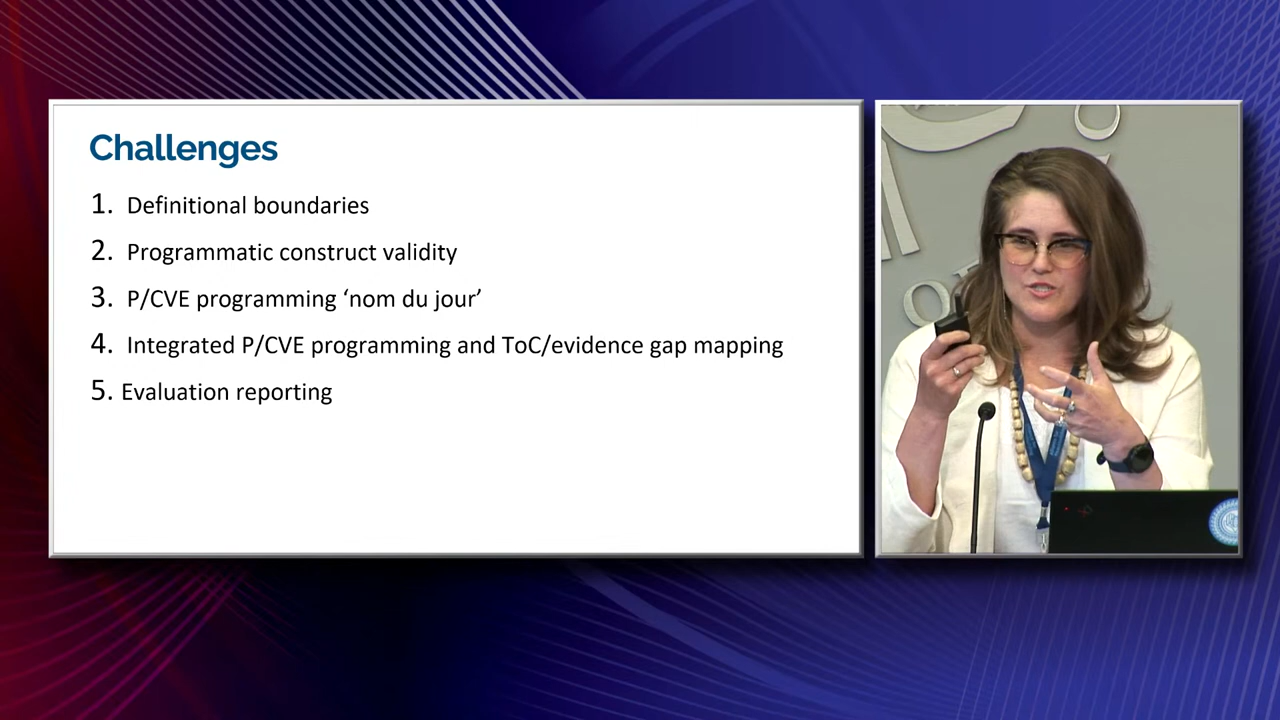 Challenges
1. Definitional boundaries
2. Programmatic construct validity
3. P/CVE programming ‘nom du jour’
4. Integrated P/CVE programming and ToC/evidence gap mapping
5. Evaluation reporting